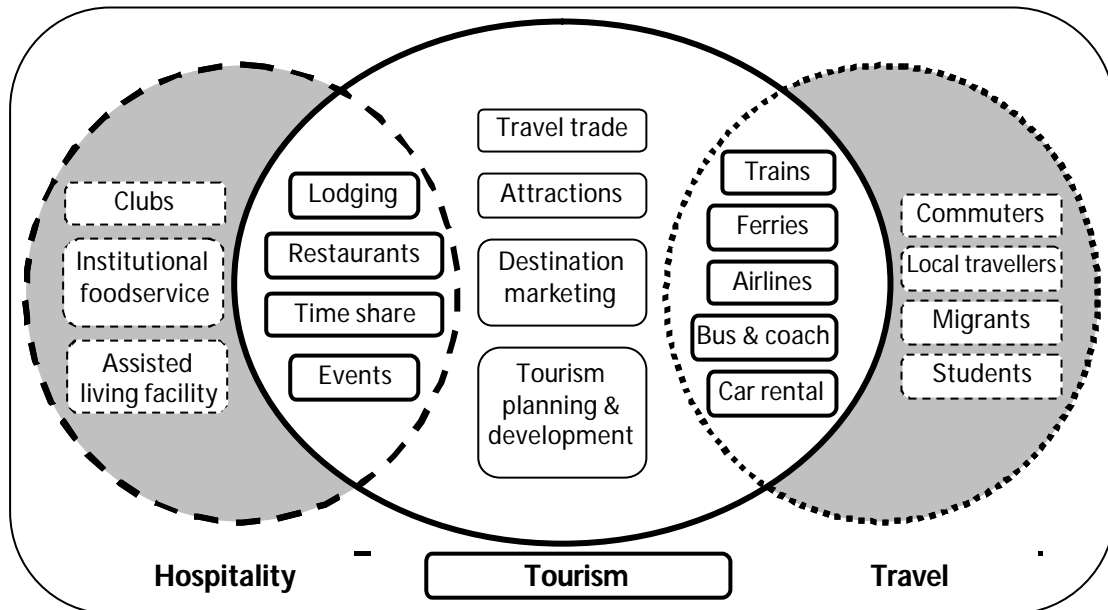 Clubs
Institutional
foodservice
Assisted
living facility
Lodging
Restaurants
Time share
Events
Travel trade
Attractions
Destination
marketing
Tourism
planning &
development
Trains
Ferries
Airlines
Bus & coach
Car rental
Commuters
Local travellers
Migrants
Students
Hospitality
Tourism
Travel